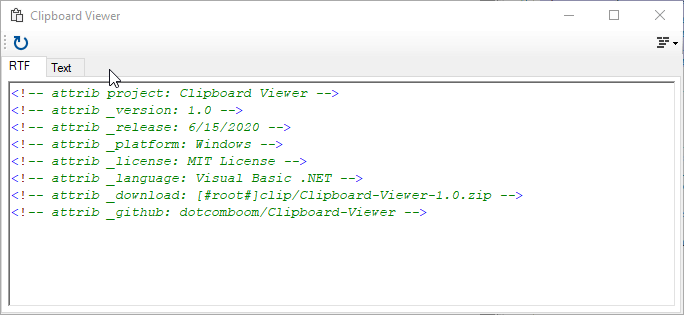 Clipboard Viewer
RTF Text
<!-- attrib project: Clipboard Viewer -->
<!-- attrib _version: 1.0 -->
<!-- attrib _release: 6/15/2020 -->
<!-- attrib _platform: Windows -->
<!-- attrib _license: MIT License -->
<!-- attrib _language: Visual Basic .NET -->
<!-- attrib _download: [#root#]clip/Clipboard-Viewer-1.0.zip -->
<!-- attrib _github: dotcomboom/Clipboard-Viewer -->